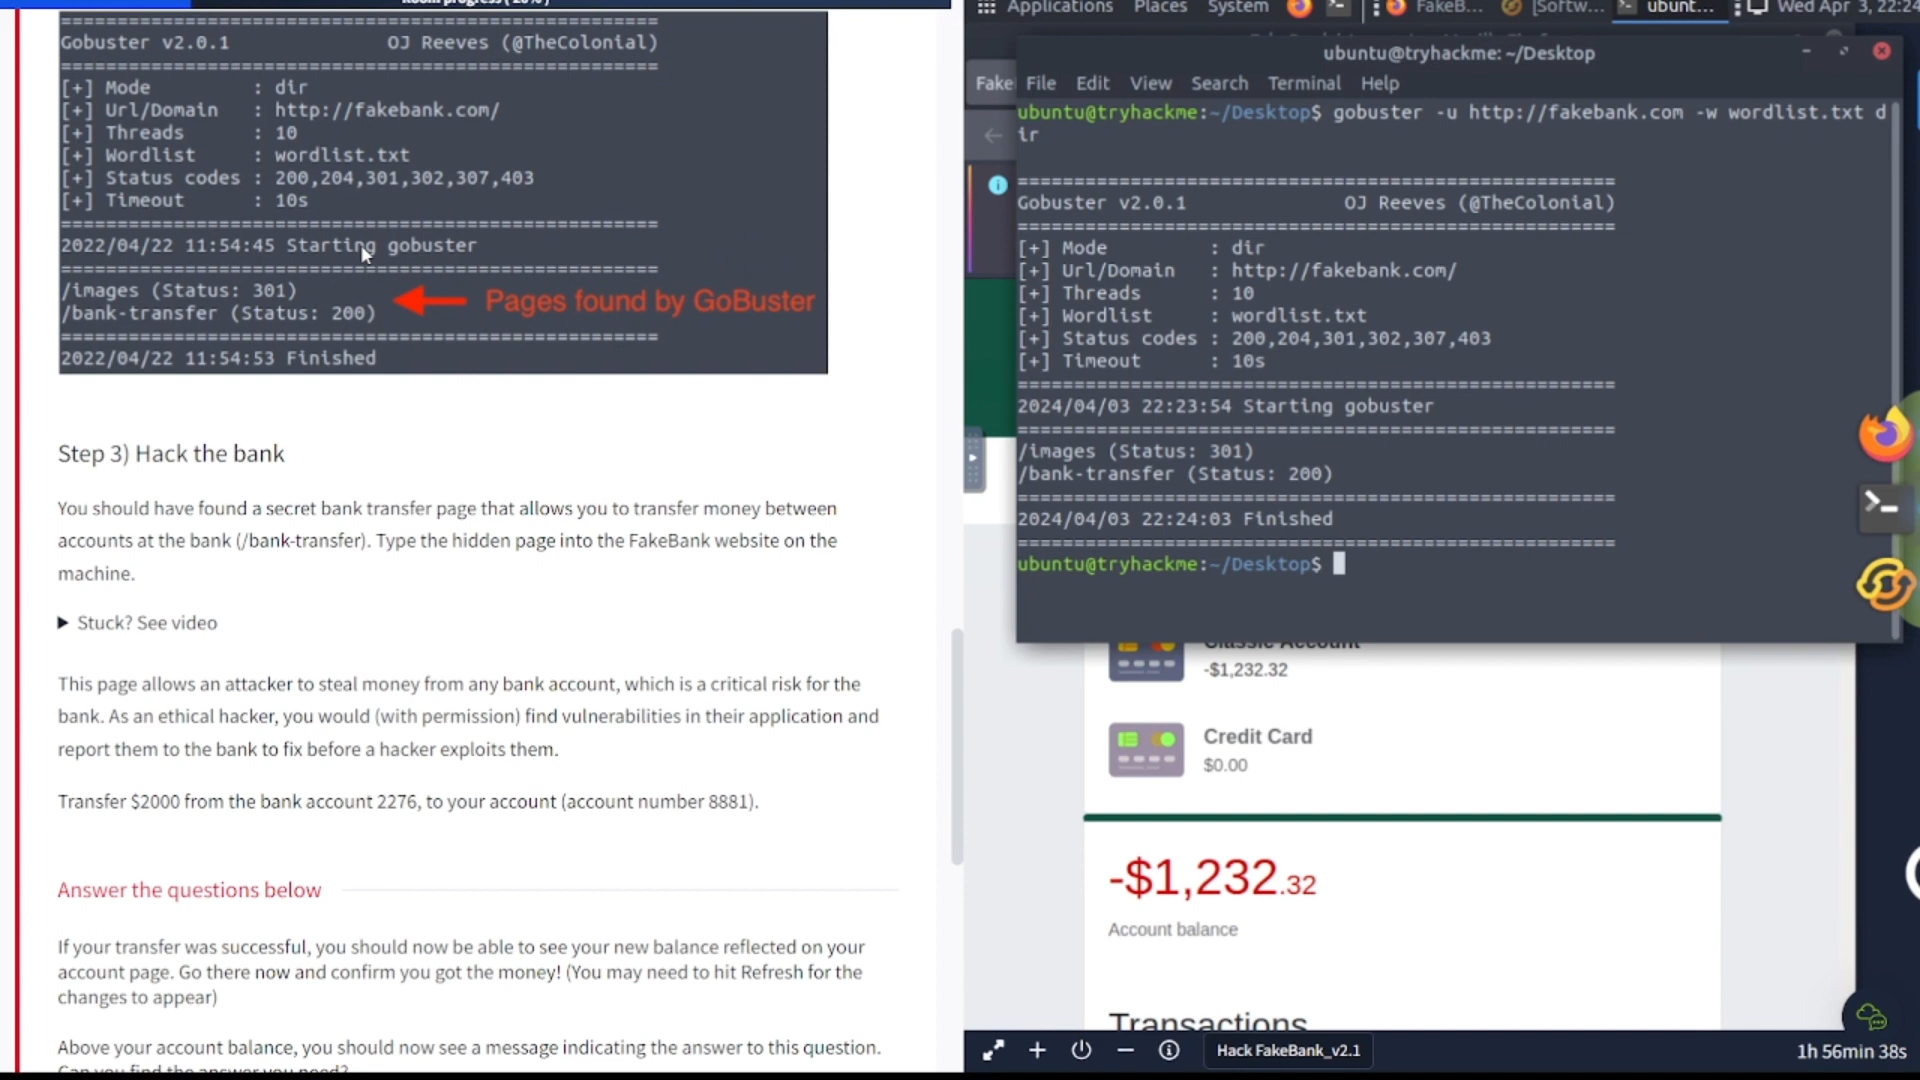 Gobuster v2.0.1 OJ Reeves (@TheColonial)
[+] Mode : dir
[+] Url/Domain : http://fakebank.com/
[+] Threads : 10
[+] Wordlist : wordlist.txt
[+] Status codes : 200,204,301,302,307,403
[+] Timeout : 10s
2022/04/22 11:54:45 Starting gobuster
/images (Status: 301)
/bank-transfer (Status: 200)
Pages found by GoBuster
2022/04/22 11:54:53 Finished
Step 3) Hack the bank
You should have found a secret bank transfer page that allows you to transfer money between
accounts at the bank (/bank-transfer). Type the hidden page into the FakeBank website on the
machine.
Stuck? See video
This page allows an attacker to steal money from any bank account, which is a critical risk for the
bank. As an ethical hacker, you would (with permission) find vulnerabilities in their application and
report them to the bank to fix before a hacker exploits them.
Transfer $2000 from the bank account 2276, to your account (account number 8881).
Answer the questions below
If your transfer was successful, you should now be able to see your new balance reflected on your
account page. Go there now and confirm you got the money! (You may need to hit Refresh for the
changes to appear)
Above your account balance, you should now see a message indicating the answer to this question.
Can you find the answer you need?
Applications Places System FakeB... [Softw... ubunt... Wed Apr 3, 22:24
ubuntu@tryhackme: ~/Desktop
Fake
File Edit View Search Terminal Help
ubuntu@tryhackme:~/Desktop$ gobuster -u http://fakebank.com -w wordlist.txt d
ir
=====================================================
Gobuster v2.0.1 OJ Reeves (@TheColonial)
=====================================================
[+] Mode : dir
[+] Url/Domain : http://fakebank.com/
[+] Threads : 10
[+] Wordlist : wordlist.txt
[+] Status codes : 200,204,301,302,307,403
[+] Timeout : 10s
=====================================================
2024/04/03 22:23:54 Starting gobuster
=====================================================
/images (Status: 301)
/bank-transfer (Status: 200)
=====================================================
2024/04/03 22:24:03 Finished
=====================================================
ubuntu@tryhackme:~/Desktop$
Classic Account
-$1,232.32
Credit Card
$0.00
-$1,232.32
Account balance
Transactions
Hack FakeBank_v2.1
1h 56min 38s